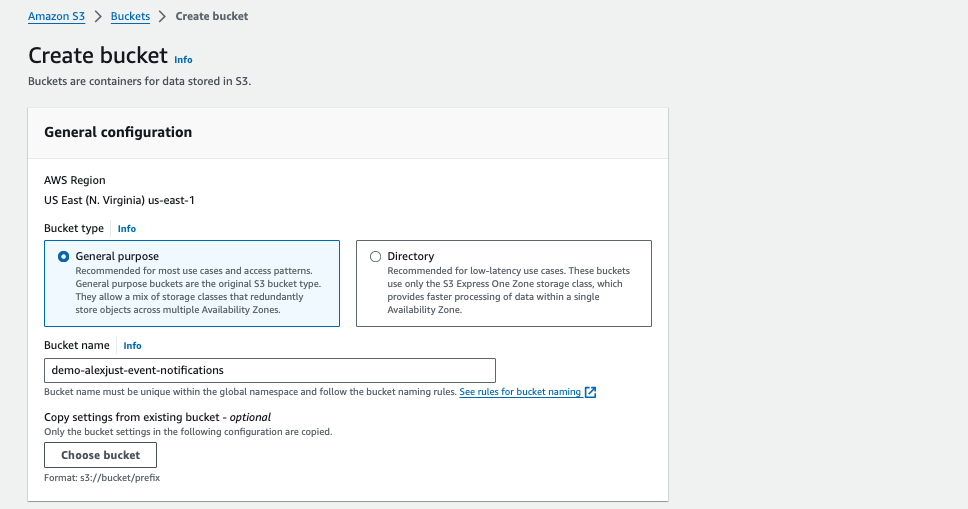 Amazon S3 > Buckets > Create bucket
Create bucket Info
Buckets are containers for data stored in S3.
General configuration
AWS Region
US East (N. Virginia) us-east-1
Bucket type Info
General purpose
Recommended for most use cases and access patterns.
General purpose buckets are the original S3 bucket type.
They allow a mix of storage classes that redundantly
store objects across multiple Availability Zones.
Directory
Recommended for low-latency use cases. These buckets
use only the S3 Express One Zone storage class, which
provides faster processing of data within a single
Availability Zone.
Bucket name Info
demo-alexjust-event-notifications
Bucket name must be unique within the global namespace and follow the bucket naming rules. See rules for bucket naming
Copy settings from existing bucket - optional
Only the bucket settings in the following configuration are copied.
Choose bucket
Format: s3://bucket/prefix